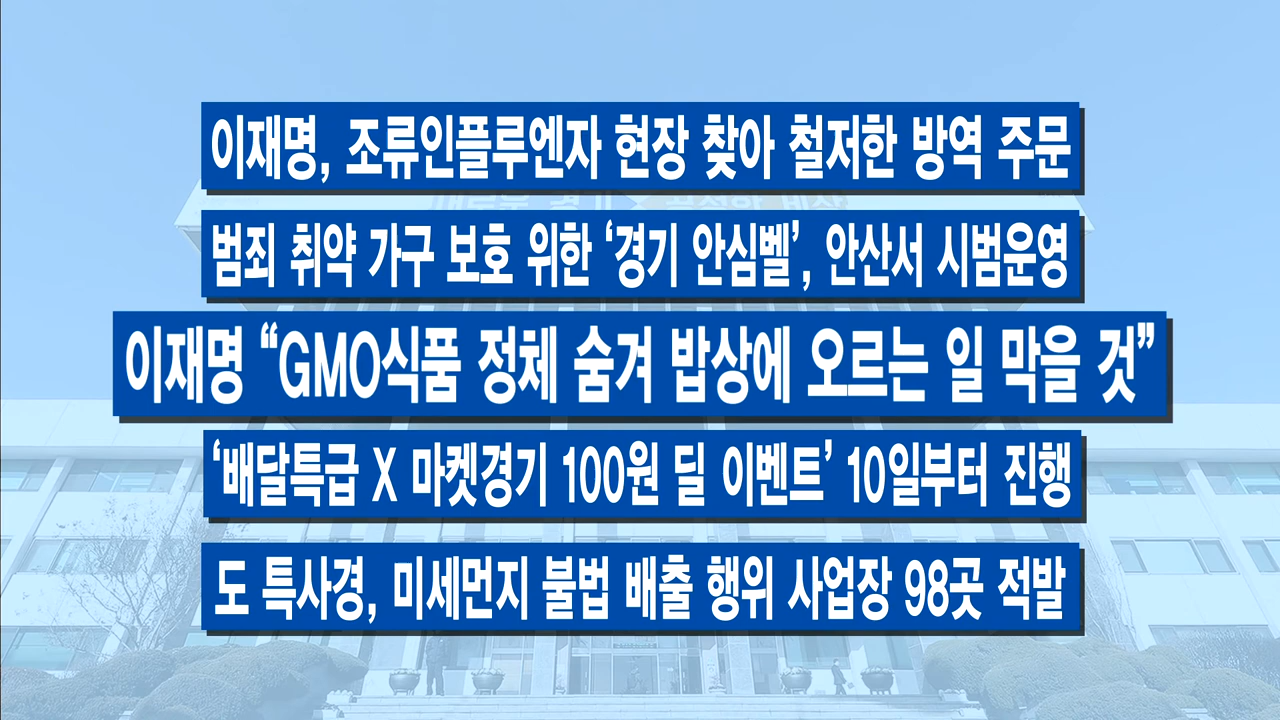 이재명, 조류인플루엔자 현장 찾아 철저한 방역 주문
범죄 취약 가구 보호 위한 ‘경기 안심벨’, 안산서 시범운영
이재명 “GMO식품 정체 숨겨 밥상에 오르는 일 막을 것”
‘배달특급 X 마켓경기 100원 딜 이벤트’ 10일부터 진행
도 특사경, 미세먼지 불법 배출 행위 사업장 98곳 적발